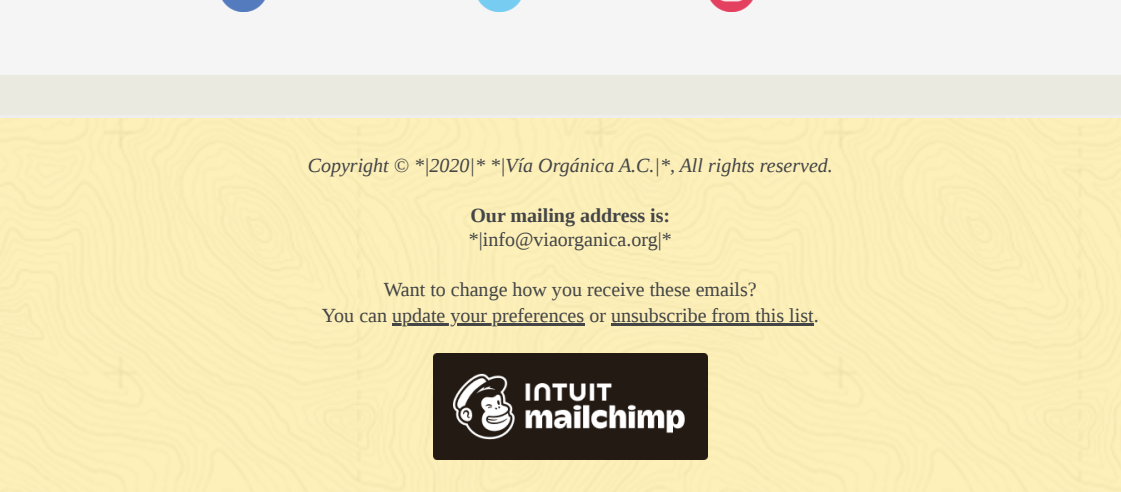 Copyright © *|2020|* *|Vía Orgánica A.C.|*, All rights reserved.
Our mailing address is:
*|info@viaorganica.org|*
Want to change how you receive these emails?
You can update your preferences or unsubscribe from this list.
INTUIT
mailchimp